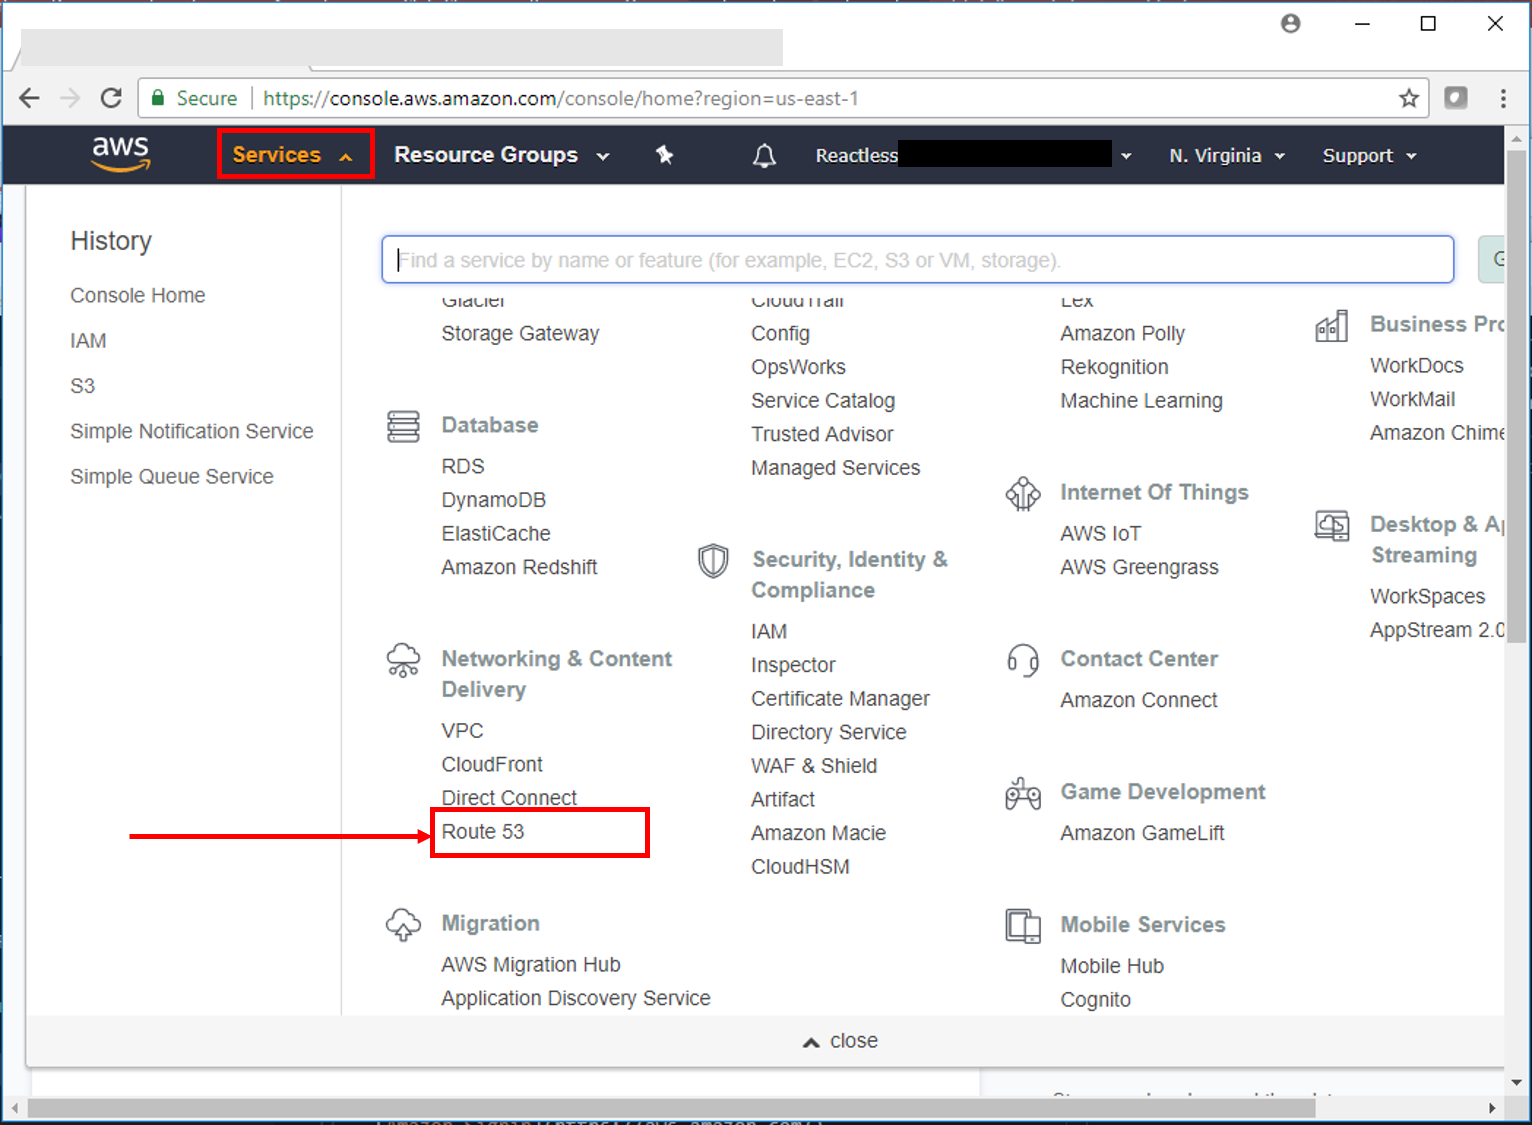 Secure
https://console.aws.amazon.com/console/home?region=us-east-1
aws
Services
Resource Groups
Reactless
N. Virginia
Support
History
Console Home
IAM
S3
Simple Notification Service
Simple Queue Service
Find a service by name or feature (for example, EC2, S3 or VM, storage).
G
Glacier
Storage Gateway
Database
RDS
DynamoDB
ElastiCache
Amazon Redshift
Networking & Content
Delivery
VPC
CloudFront
Direct Connect
Route 53
Migration
AWS Migration Hub
Application Discovery Service
CloudTrail
Config
OpsWorks
Service Catalog
Trusted Advisor
Managed Services
Security, Identity &
Compliance
IAM
Inspector
Certificate Manager
Directory Service
WAF & Shield
Artifact
Amazon Macie
CloudHSM
Lex
Amazon Polly
Rekognition
Machine Learning
Internet Of Things
AWS IoT
AWS Greengrass
Contact Center
Amazon Connect
Game Development
Amazon GameLift
Mobile Services
Mobile Hub
Cognito
Business Pro
WorkDocs
WorkMail
Amazon Chime
Desktop & Ap
Streaming
WorkSpaces
AppStream 2.0
close